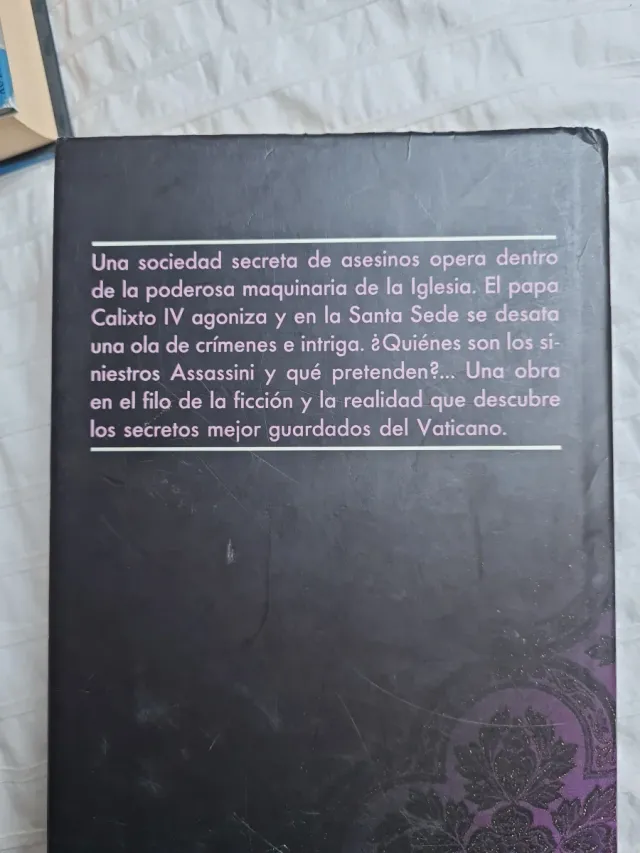 Una sociedad secreta de asesinos opera dentro
de la poderosa maquinaria de la Iglesia. El papa
Calixto IV agoniza y en la Santa Sede se desata
una ola de crímenes e intriga. ¿Quiénes son los si-
niestros Assassini y qué pretenden?... Una obra
en el filo de la ficción y la realidad que descubre
los secretos mejor guardados del Vaticano.